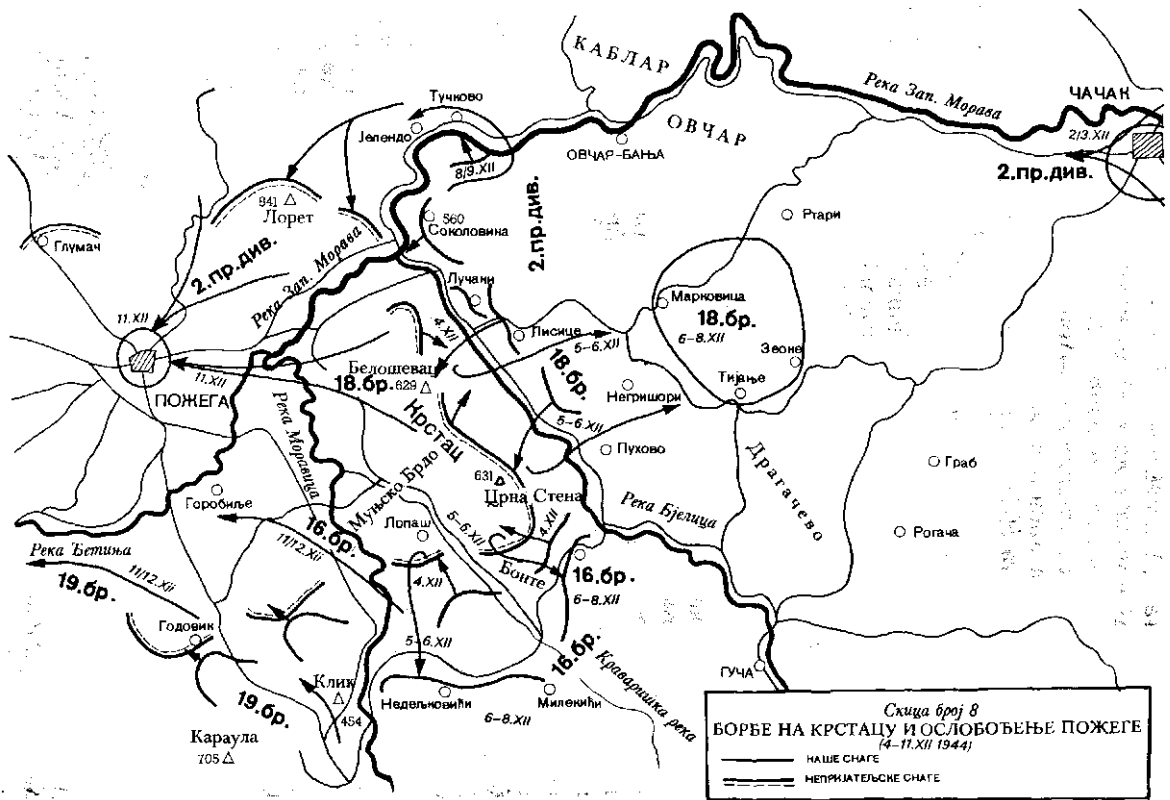 КАБЛАР
ОВЧАР
Река Зап. Морава
ЧАЧАК
2/3.XII
2.пр.див.
Тучково
Јелендо
ОВЧАР-БАЊА
8/9.XII
941
Лорет
560
Соколовина
2.пр.див.
Ртари
Глумач
2.пр.див.
Река Зап. Морава
Лучани
Марковица
18.бр.
6-8.XII
11.XII
4.XII
Лисице
5-6.XII
Звоне
Белошевац
18.бр. 629
18.бр.
Тијање
11.XII
ПОЖЕГА
Негришори
5-6.XII
Крстац
Река Моравица
Пухово
Драгачево
Граб
631
Црна Стена
Горобиље
Муњско Брдо
Река Бјелица
5-6.XII
4.XII
Лопаш
Рогача
16.бр.
11/12.XII
Река Ђетиња
19.бр.
11/12.XII
4.XII
Бонте
16.бр.
6-8.XII
Годовик
5-6.XII
16.бр.
Краваришка река
ГУЧА
Клик
454
19.бр.
Недељковићи
Милекићи
6-8.XII
Караула
705
Скица број 8
БОРБЕ НА КРСТАЦУ И ОСЛОБОЂЕЊЕ ПОЖЕГЕ
(4-11.XII 1944)
НАШЕ СНАГЕ
НЕПРИЈАТЕЉСКЕ СНАГЕ